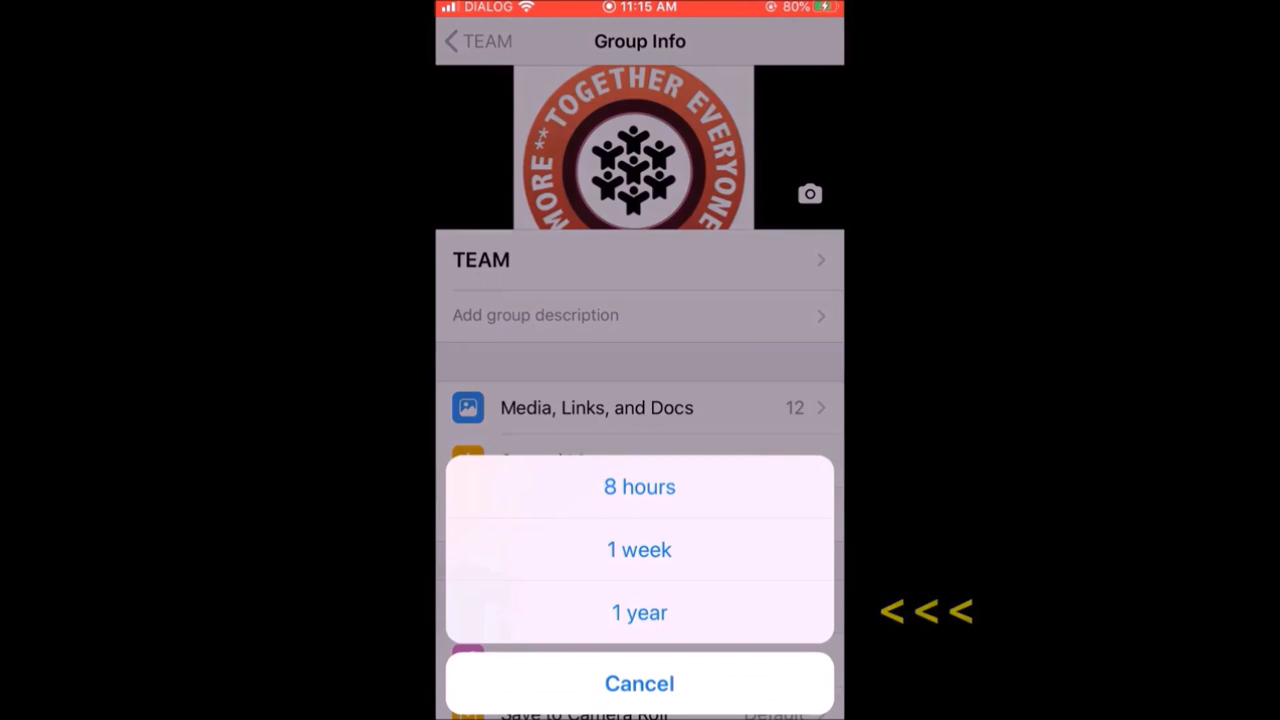 DIALOG 11:15 AM 80%
TEAM Group Info
MORE ** TOGETHER EVERYONE
TEAM
Add group description
Media, Links, and Docs 12
8 hours
1 week
1 year
<<<
Cancel
Save to Camera Roll Default